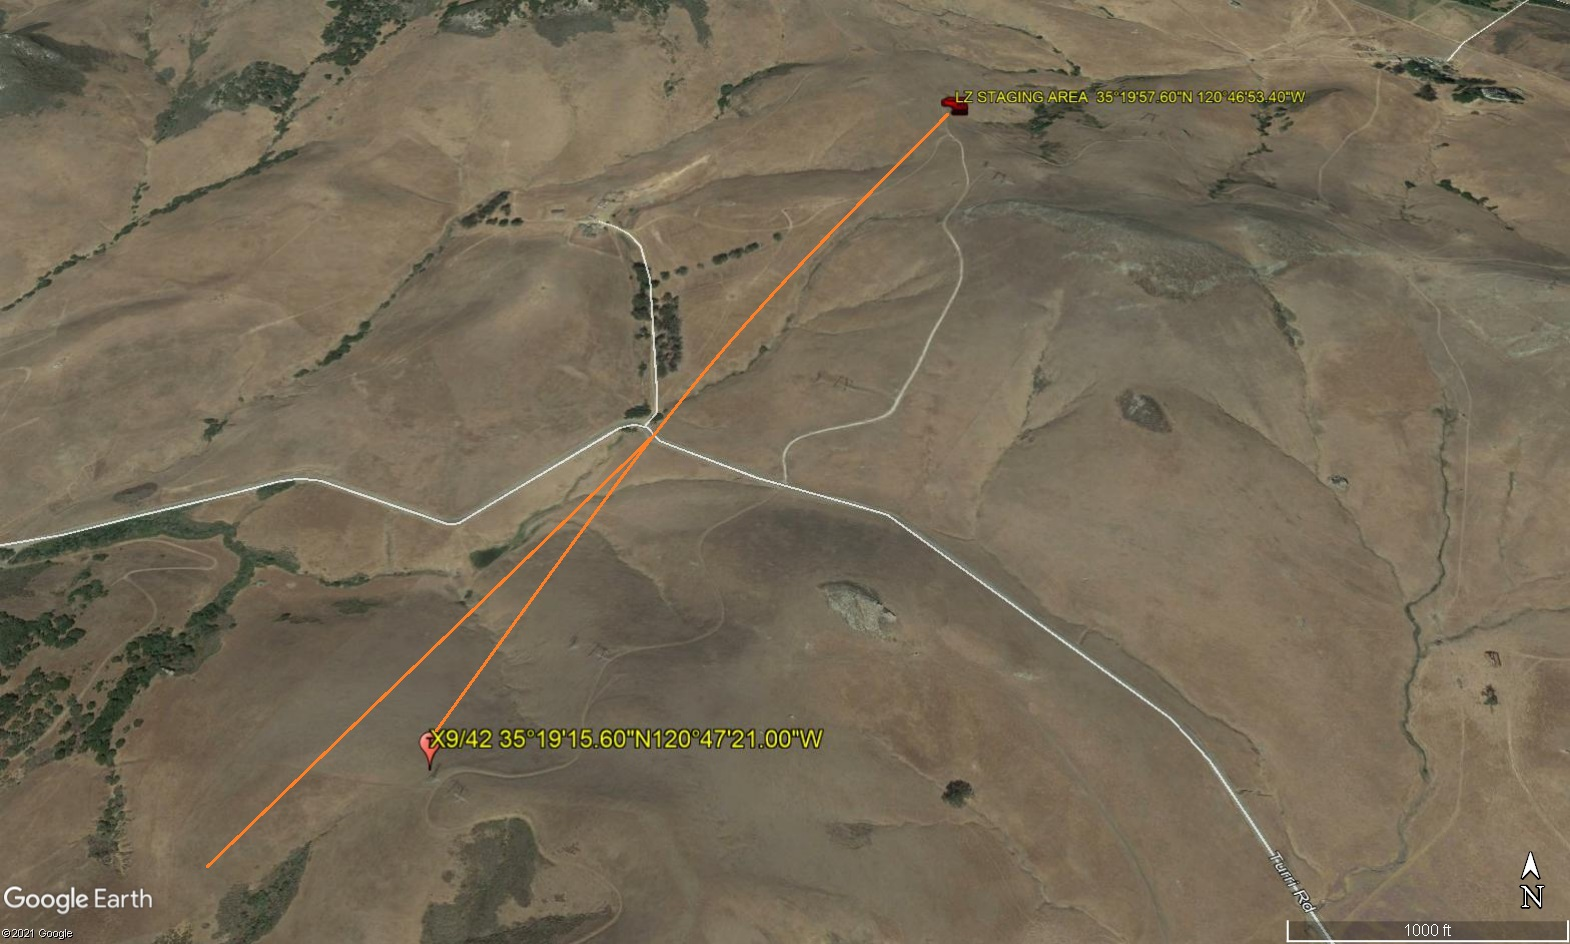 LZ STAGING AREA  35°19'57.60"N 120°46'53.40"W
X9/42 35°19'15.60"N120°47'21.00"W
Turri Rd
Google Earth
N
©2021 Google
1000 ft